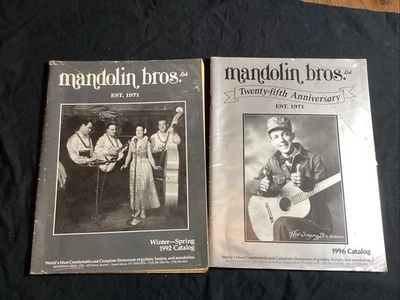 mandolin bros. Ltd.
EST. 1971
Winter—Spring
1992 Catalog
World's Most Comfortable and Complete Showroom of guitars, banjos, and mandolins.
mandolin bros. Ltd.
Twenty-fifth Anniversary
EST. 1971
1996 Catalog
World's Most Comfortable and Complete Showroom of guitars, banjos, and mandolins.